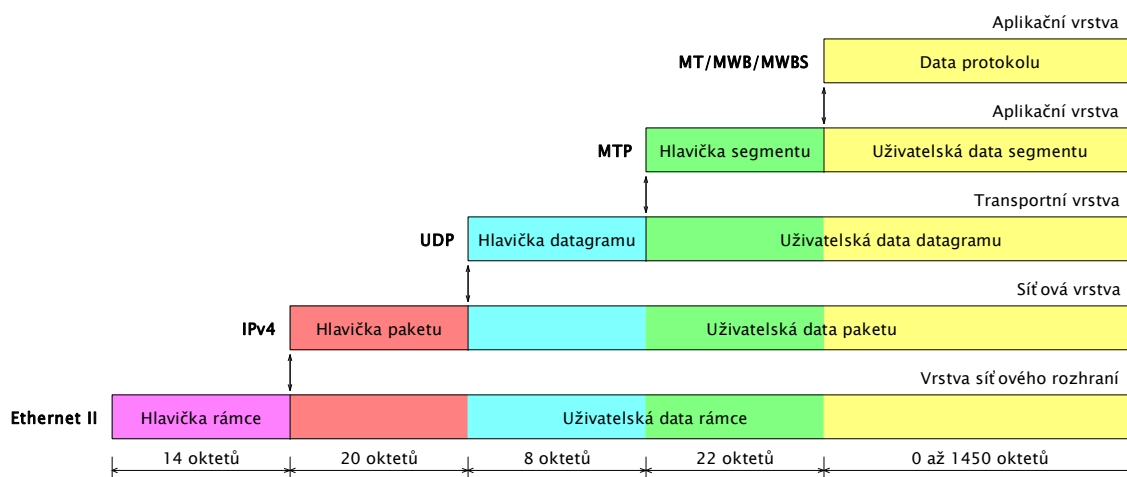 Aplikační vrstva
MT/MWB/MWBS Data protokolu
Aplikační vrstva
MTP Hlavička segmentu Uživatelská data segmentu
Transportní vrstva
UDP Hlavička datagramu Uživatelská data datagramu
Síťová vrstva
IPv4 Hlavička paketu Uživatelská data paketu
Vrstva síťového rozhraní
Ethernet II Hlavička rámce Uživatelská data rámce
14 oktetů 20 oktetů 8 oktetů 22 oktetů 0 až 1450 oktetů